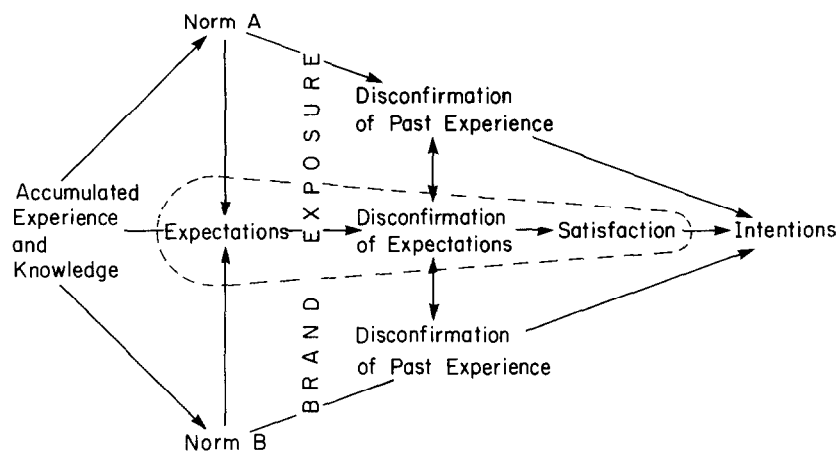 Norm A
Disconfirmation
of Past Experience
Accumulated
Experience
and
Knowledge
Expectations
Disconfirmation
of Expectations
Satisfaction
Intentions
Disconfirmation
of Past Experience
Norm B
BRAND EXPOSURE